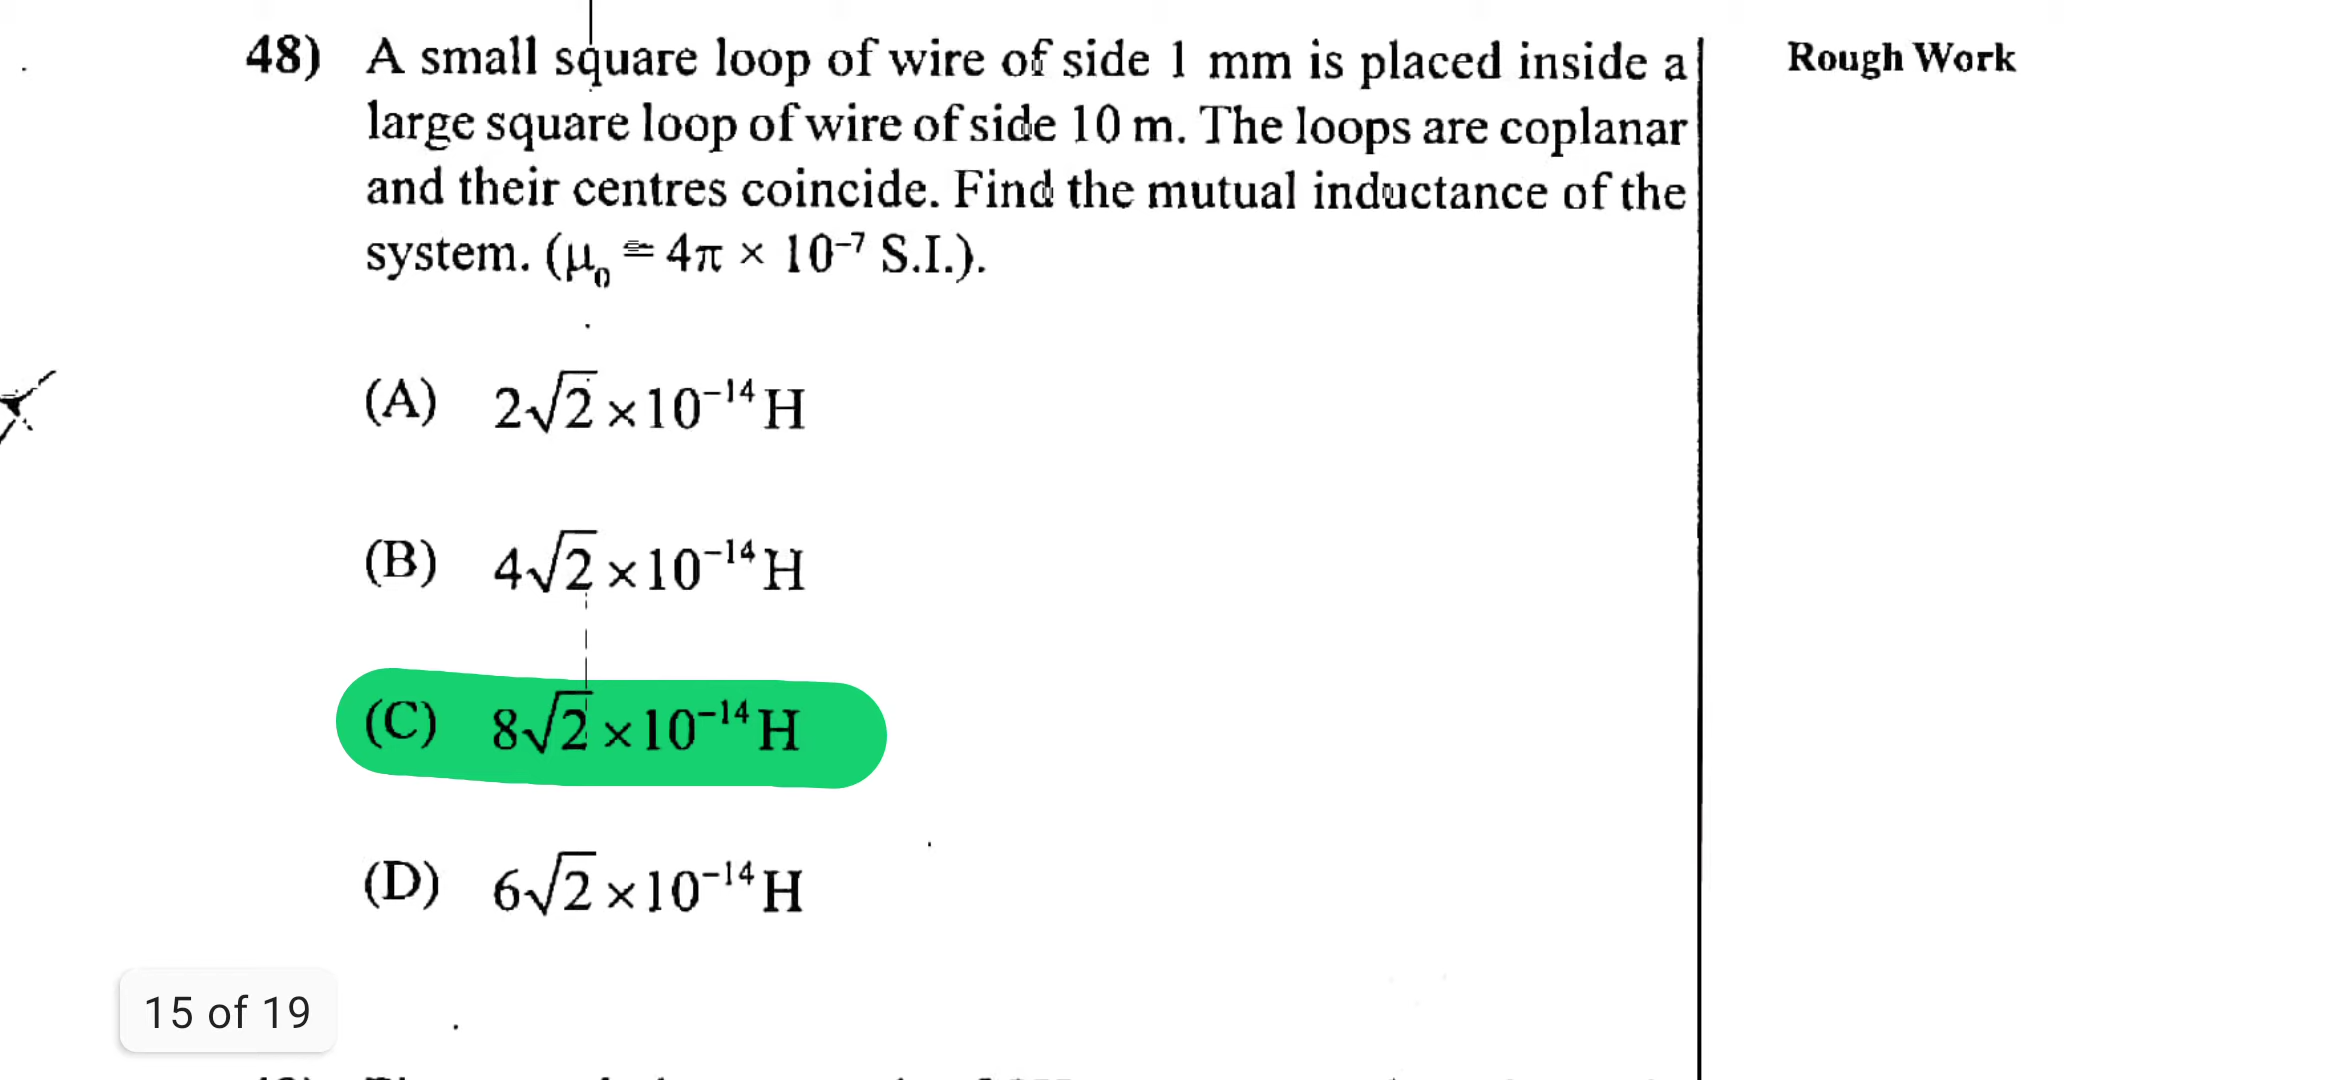 48) A small square loop of wire of side 1 mm is placed inside a
large square loop of wire of side 10 m. The loops are coplanar
and their centres coincide. Find the mutual inductance of the
system. (μ₀ = 4π × 10⁻⁷ S.I.).
Rough Work
(A) 2√2 ×10⁻¹⁴ H
(B) 4√2 ×10⁻¹⁴ H
(C) 8√2 ×10⁻¹⁴ H
(D) 6√2 ×10⁻¹⁴ H
15 of 19